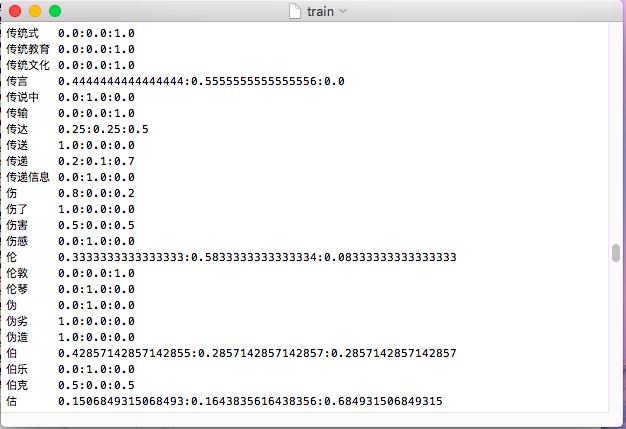 train
传统式 0.0:0.0:1.0
传统教育 0.0:0.0:1.0
传统文化 0.0:0.0:1.0
传言 0.4444444444444444:0.5555555555555556:0.0
传说中 0.0:1.0:0.0
传输 0.0:0.0:1.0
传达 0.25:0.25:0.5
传送 1.0:0.0:0.0
传递 0.2:0.1:0.7
传递信息 0.0:1.0:0.0
伤 0.8:0.0:0.2
伤了 1.0:0.0:0.0
伤害 0.5:0.0:0.5
伤感 0.0:1.0:0.0
伦 0.3333333333333333:0.5833333333333334:0.08333333333333333
伦敦 0.0:0.0:1.0
伦琴 0.0:1.0:0.0
伪 0.0:1.0:0.0
伪劣 1.0:0.0:0.0
伪造 1.0:0.0:0.0
伯 0.42857142857142855:0.2857142857142857:0.2857142857142857
伯乐 0.0:1.0:0.0
伯克 0.5:0.0:0.5
估 0.1506849315068493:0.1643835616438356:0.684931506849315